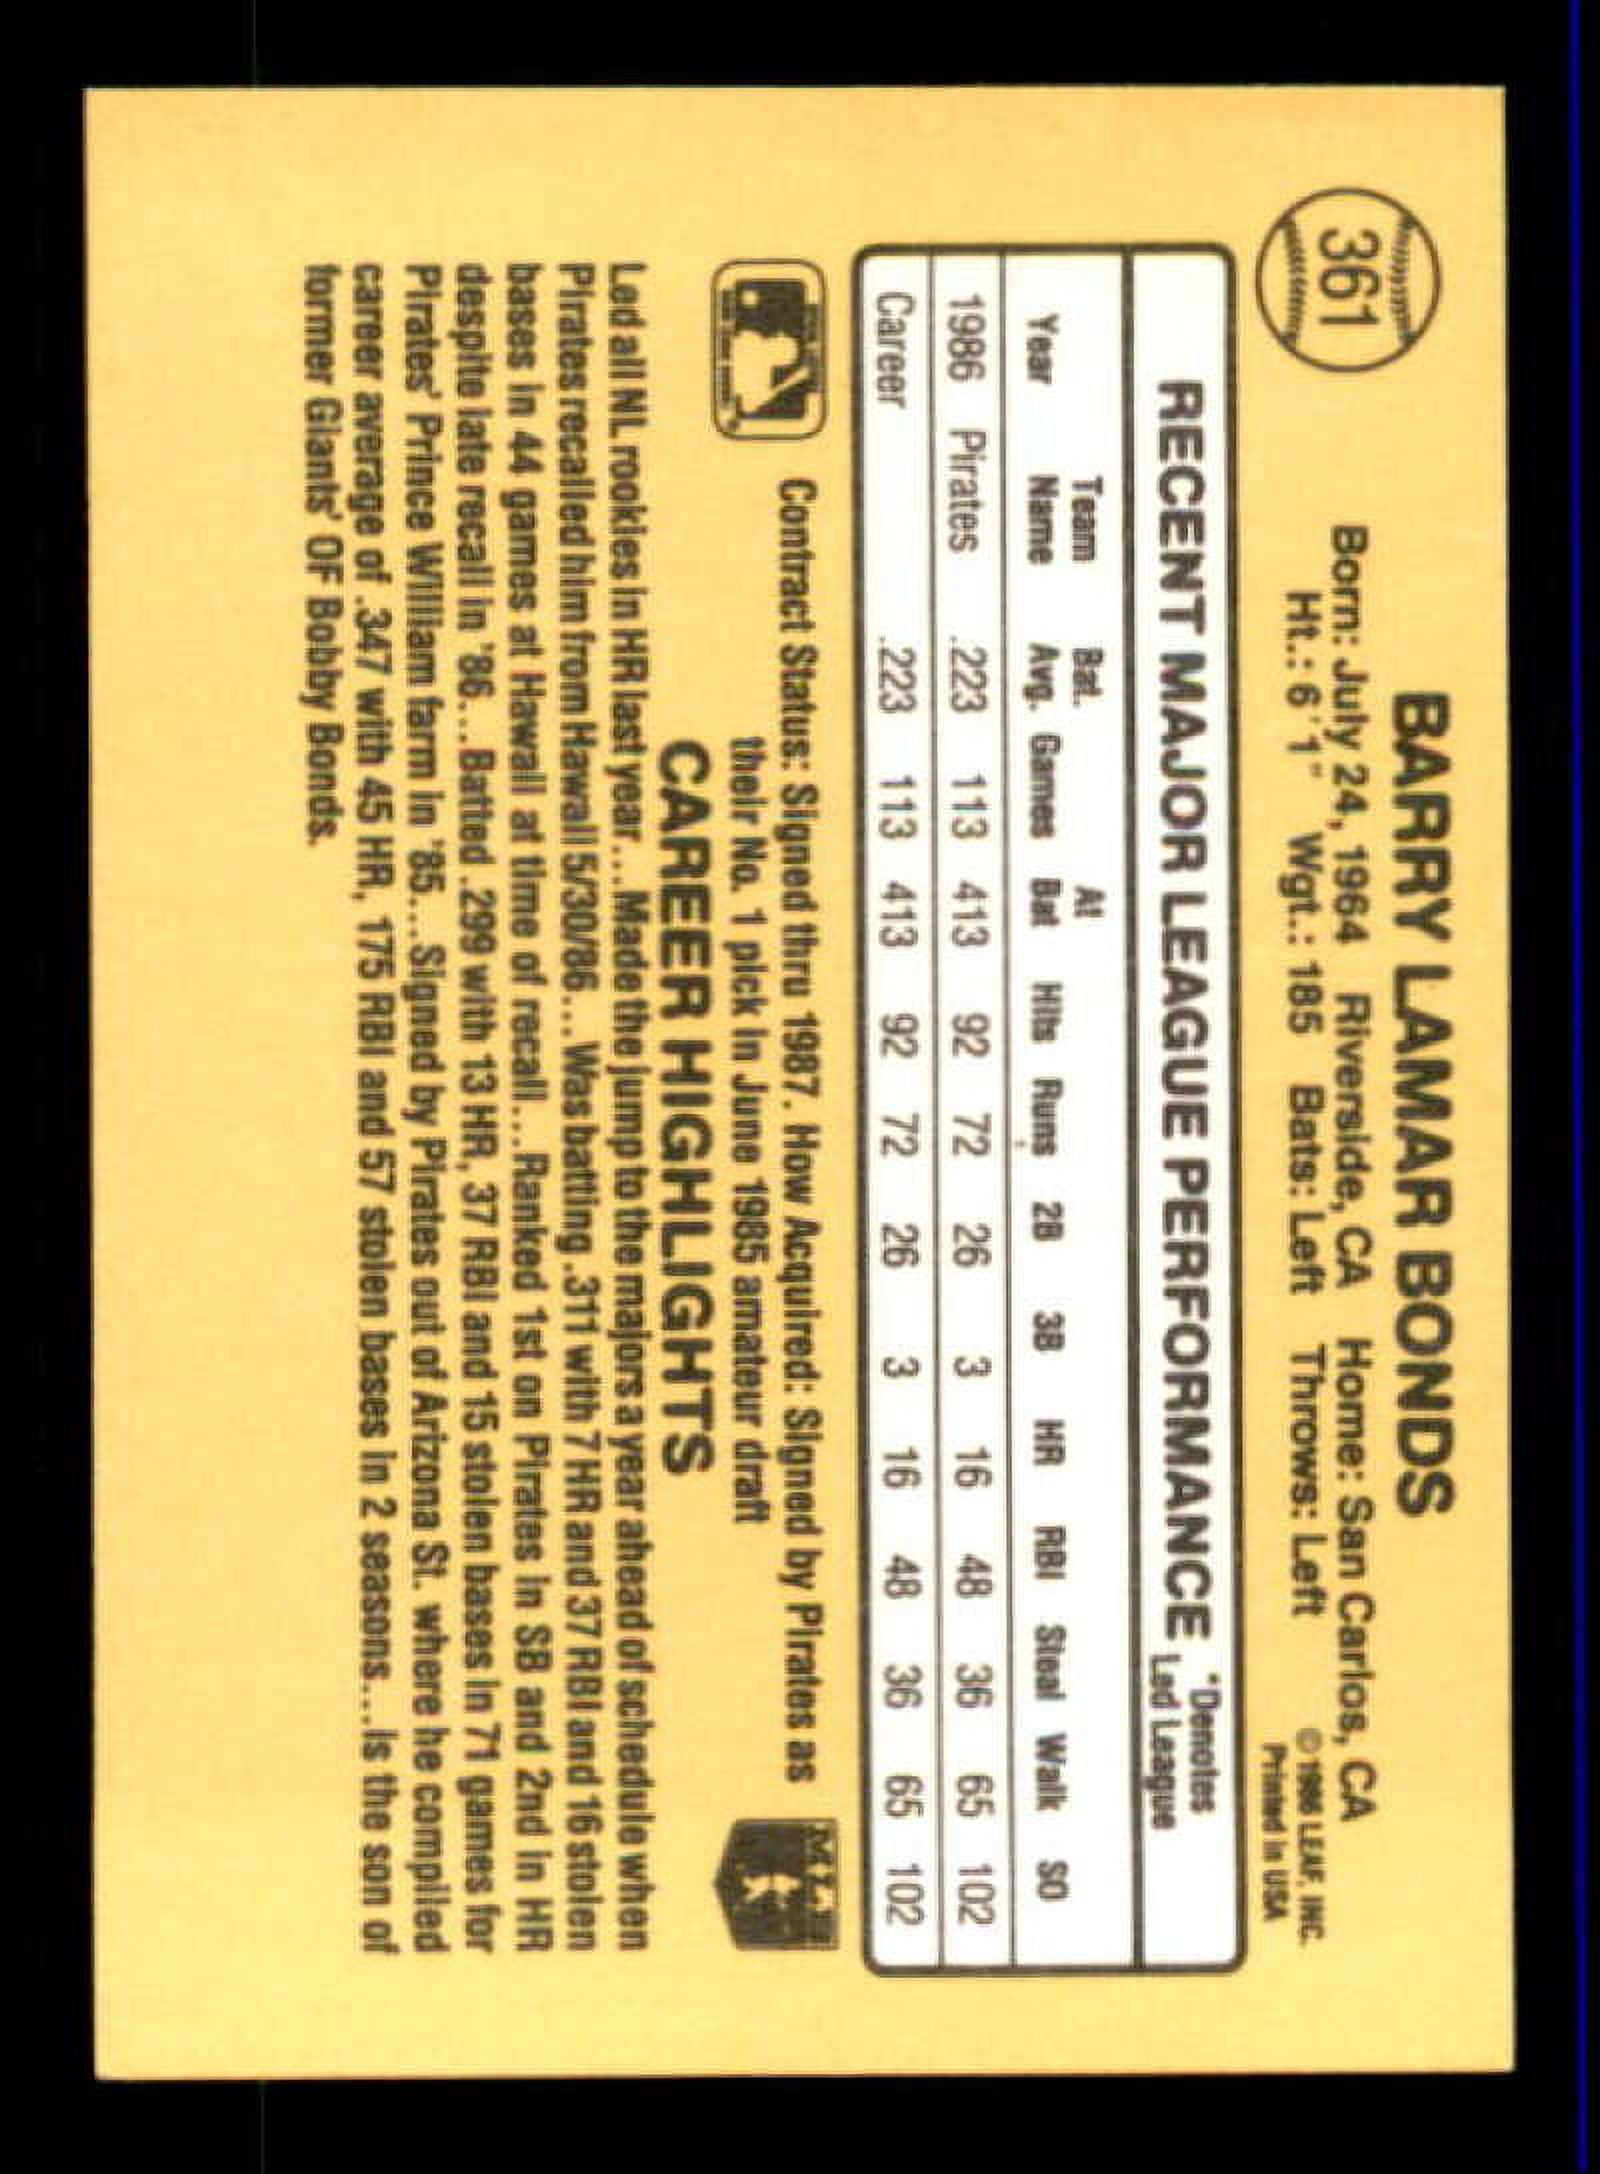 361
BARRY LAMAR BONDS
Born: July 24, 1964 Riverside, CA Home: San Carlos, CA
Ht.: 6'1" Wgt.: 185 Bats: Left Throws: Left
© 1986 LEAF, INC.
Printed in USA
RECENT MAJOR LEAGUE PERFORMANCE *Denotes Led League
Year Team Name Bat. Avg. Games At Bat Hits Runs 2B 3B HR RBI Steal Walk SO
1986 Pirates .223 113 413 92 72 26 3 16 48 36 65 102
Career .223 113 413 92 72 26 3 16 48 36 65 102
Contract Status: Signed thru 1987. How Acquired: Signed by Pirates as
their No. 1 pick in June 1985 amateur draft
CAREER HIGHLIGHTS
Led all NL rookies in HR last year...Made the jump to the majors a year ahead of schedule when
Pirates recalled him from Hawaii 5/30/86...Was batting .311 with 7 HR and 37 RBI and 16 stolen
bases in 44 games at Hawaii at time of recall...Ranked 1st on Pirates in SB and 2nd in HR
despite late recall in '86...Batted .299 with 13 HR, 37 RBI and 15 stolen bases in 71 games for
Pirates' Prince William farm in '85...Signed by Pirates out of Arizona St. where he compiled
career average of .347 with 45 HR, 175 RBI and 57 stolen bases in 2 seasons...Is the son of
former Giants' OF Bobby Bonds.